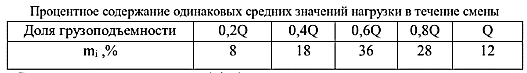 Процентное содержание одинаковых средних значений нагрузки в течение смены
Доля грузоподъемности 0,2Q 0,4Q 0,6Q 0,8Q Q
mᵢ ,% 8 18 36 28 12